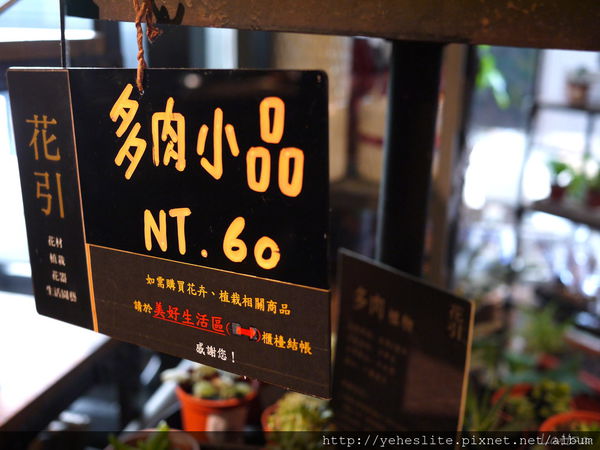 多肉小品
NT.60
花引
花材
植栽
花器
生活園藝
如需購買花卉、植栽相關商品
請於美好生活區( )櫃檯結帳
感謝您!
多肉
花引
http://yeheslite.pixnet.net/album